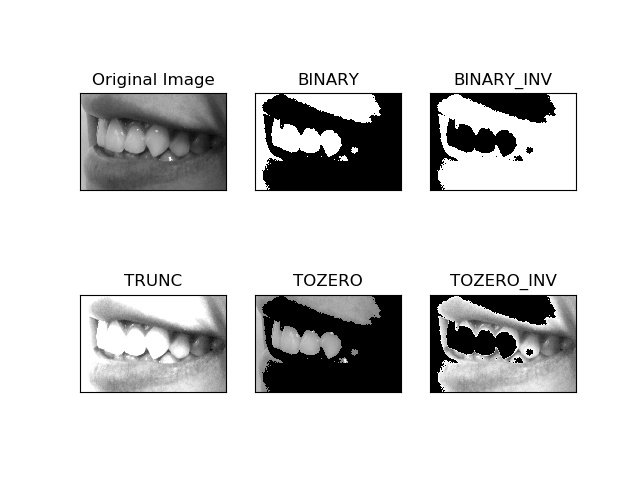 Original Image
BINARY
BINARY_INV
TRUNC
TOZERO
TOZERO_INV